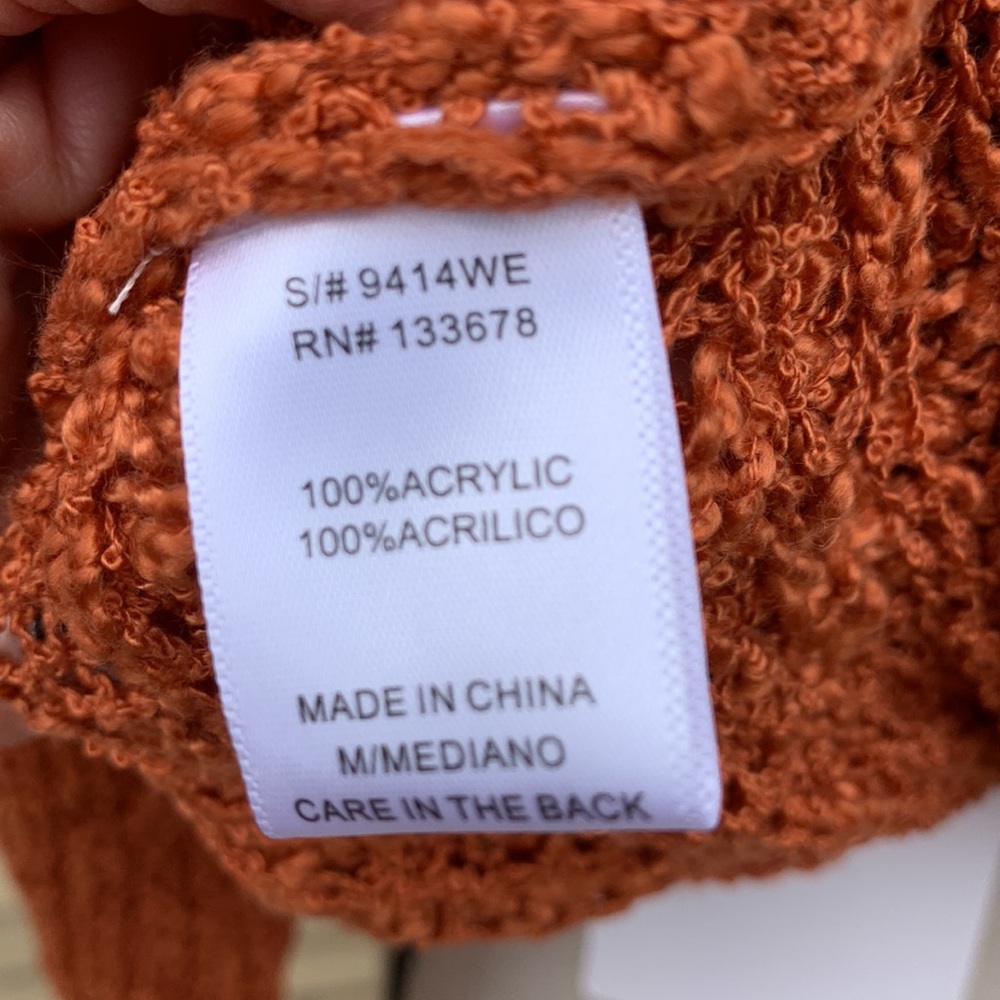 S/# 9414WE
RN# 133678
100%ACRYLIC
100%ACRILICO
MADE IN CHINA
M/MEDIANO
CARE IN THE BACK